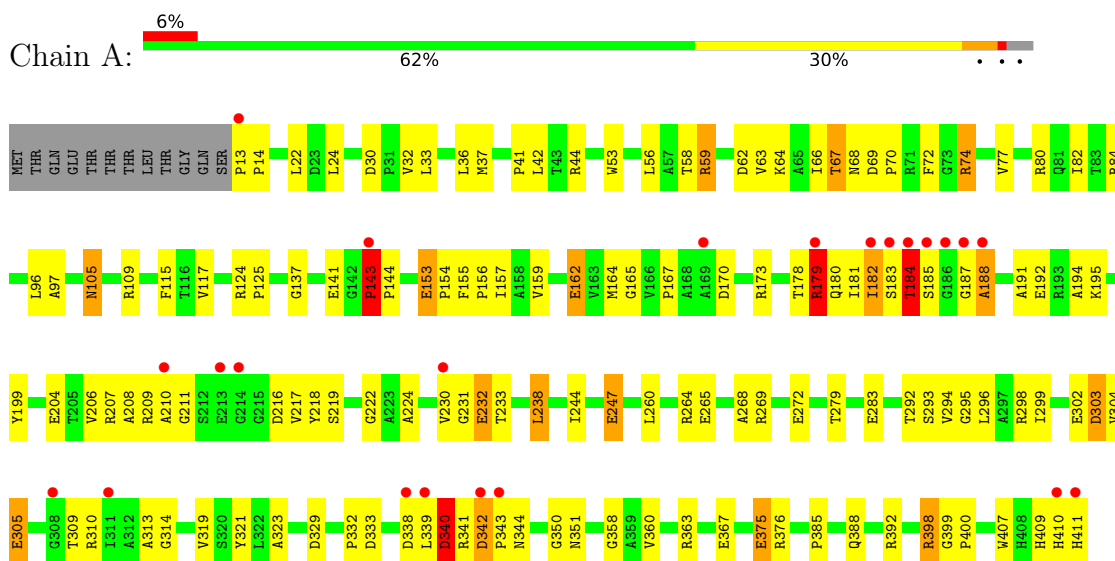 6%
Chain A:
62% 30% • • •
MET THR GLN GLU THR THR THR LEU THR GLY GLN SER P13 P14 L22 D23 L24 D30 P31 V32 L33 L36 M37 P41 L42 T43 R44 W53 L56 A57 T58 R59 D62 V63 K64 A65 I66 T67 N68 D69 P70 R71 F72 G73 R74 V77 R80 Q81 I82 T83 R84
L96 A97 N105 R109 F115 T116 V117 R124 P125 G137 E141 G142 P143 P144 E153 P154 F155 P156 I157 A158 V159 E162 V163 M164 G165 V166 P167 A168 A169 D170 R173 T178 R179 Q180 I181 I182 S183 T184 S185 G186 G187 A188 A191 E192 R193 A194 K195
Y199 E204 T205 V206 R207 A208 R209 A210 G211 S212 E213 G214 G215 D216 V217 Y218 S219 G222 A223 A224 V230 G231 E232 T233 L238 I244 E247 L260 R264 E265 A268 R269 E272 T279 E283 T292 S293 V294 G295 L296 A297 R298 I299 E302 D303 V304
E305 G308 T309 R310 I311 A312 A313 G314 V319 S320 Y321 L322 A323 D329 P332 D333 D338 L339 D340 R341 D342 P343 N344 G350 N351 G358 A359 V360 R363 E367 E375 R376 P385 Q388 R392 R398 G399 P400 W407 H408 H409 H410 H411